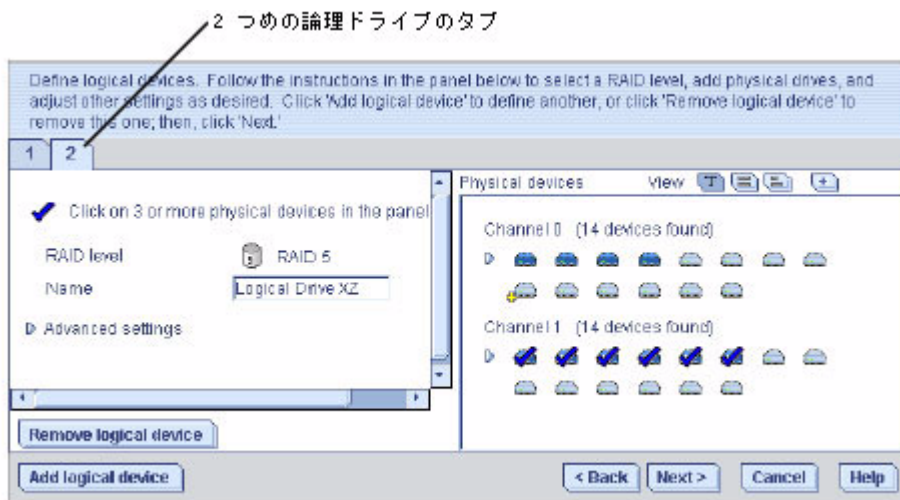 2 つめの論理ドライブのタブ
Define logical devices. Follow the instructions in the panel below to select a RAID level, add physical drives, and
adjust other settings as desired. Click 'Add logical device' to define another, or click 'Remove logical device' to
remove this one; then, click 'Next.'
1 2
Physical devices View T
Click on 3 or more physical devices in the panel
RAID level 5 RAID 5
Name Logical Drive XZ
Advanced settings
Channel 0 (14 devices found)
Channel 1 (14 devices found)
Remove logical device
Add logical device < Back Next > Cancel Help